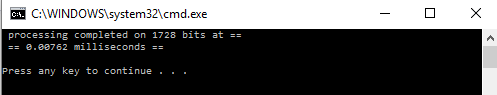 C:\WINDOWS\system32\cmd.exe
processing completed on 1728 bits at ==
== 0.00762 milliseconds ==
Press any key to continue . . .